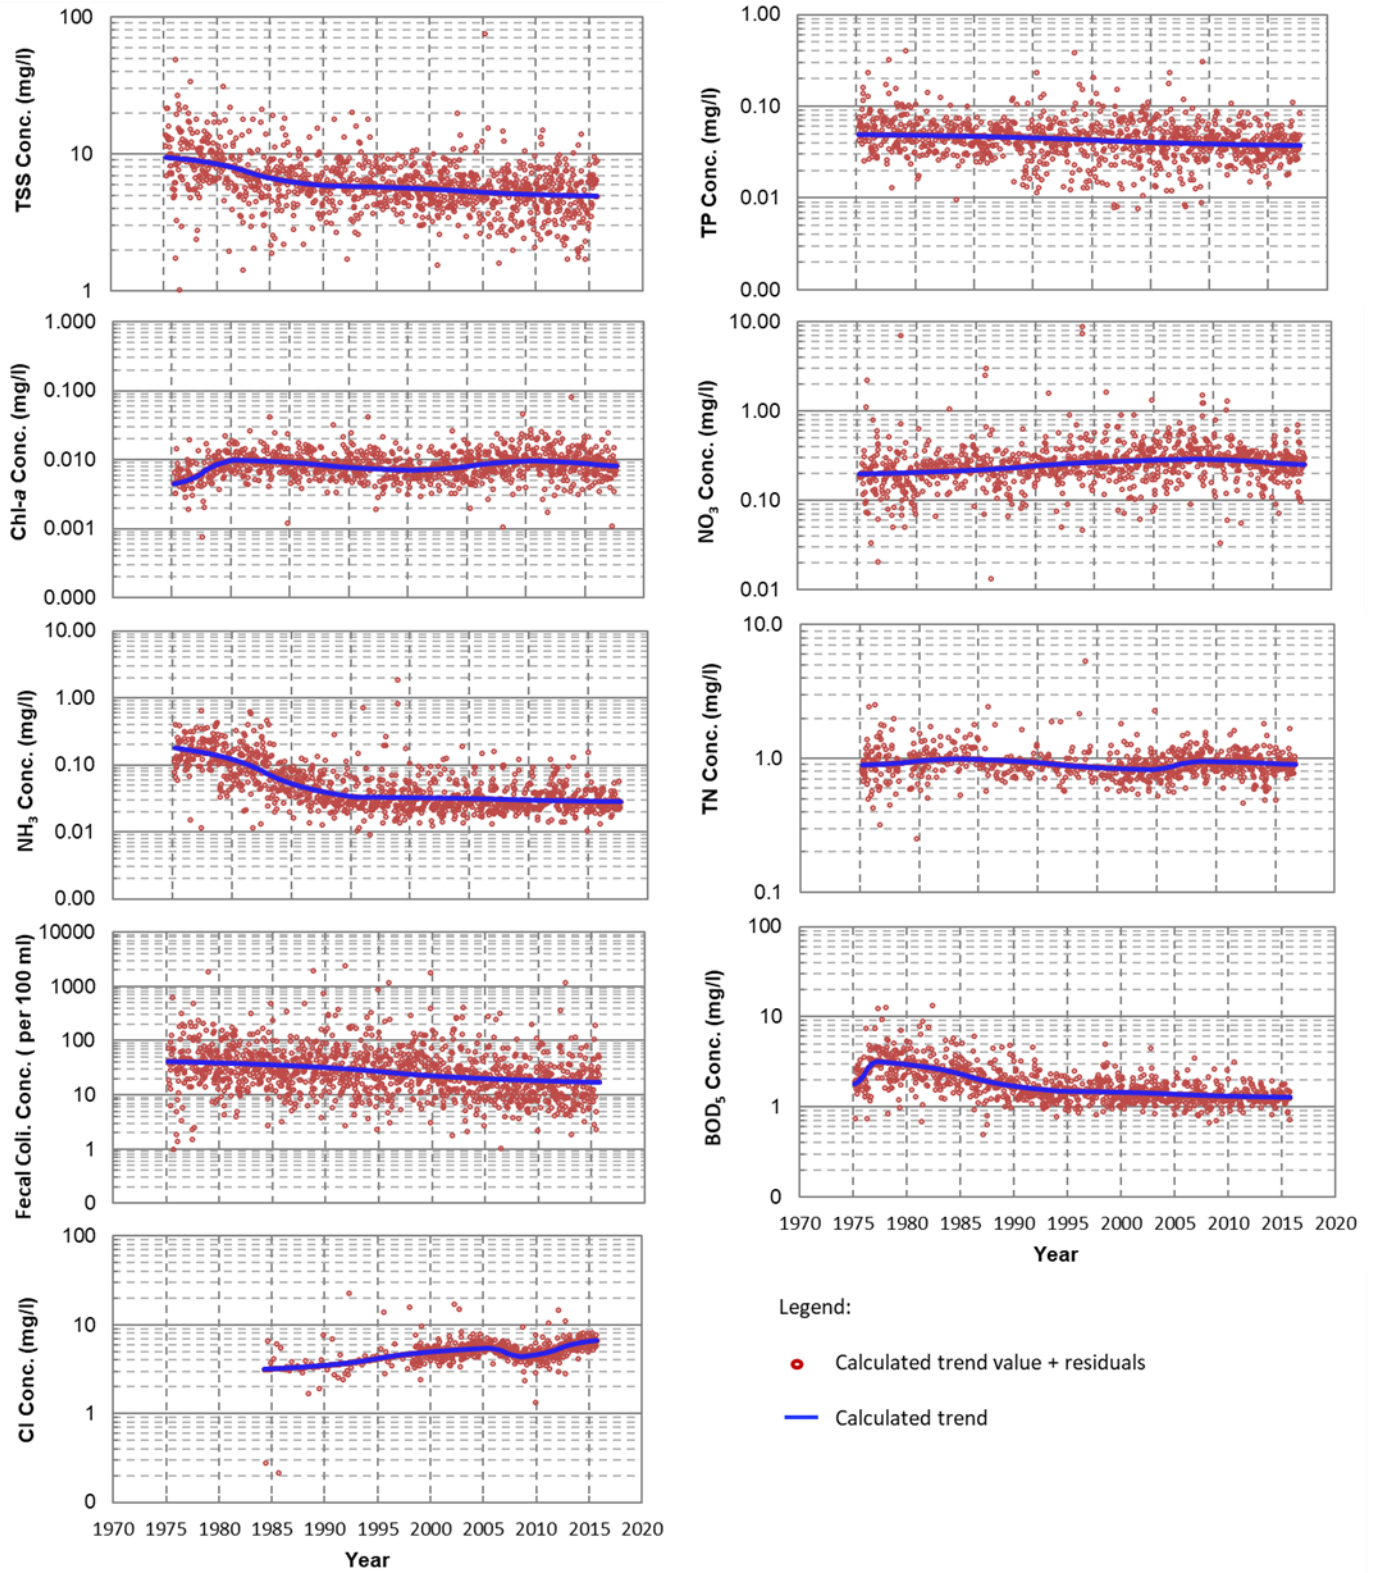 TSS Conc. (mg/l)
100
10
1
TP Conc. (mg/l)
1.00
0.10
0.01
0.00
Chl-a Conc. (mg/l)
1.000
0.100
0.010
0.001
0.000
NO3 Conc. (mg/l)
10.00
1.00
0.10
0.01
NH3 Conc. (mg/l)
10.00
1.00
0.10
0.01
0.00
TN Conc. (mg/l)
10.0
1.0
0.1
Fecal Coli. Conc. ( per 100 ml)
10000
1000
100
10
1
0
BOD5 Conc. (mg/l)
100
10
1
0
1970 1975 1980 1985 1990 1995 2000 2005 2010 2015 2020
Year
Cl Conc. (mg/l)
100
10
1
0
1970 1975 1980 1985 1990 1995 2000 2005 2010 2015 2020
Year
Legend:
Calculated trend value + residuals
Calculated trend